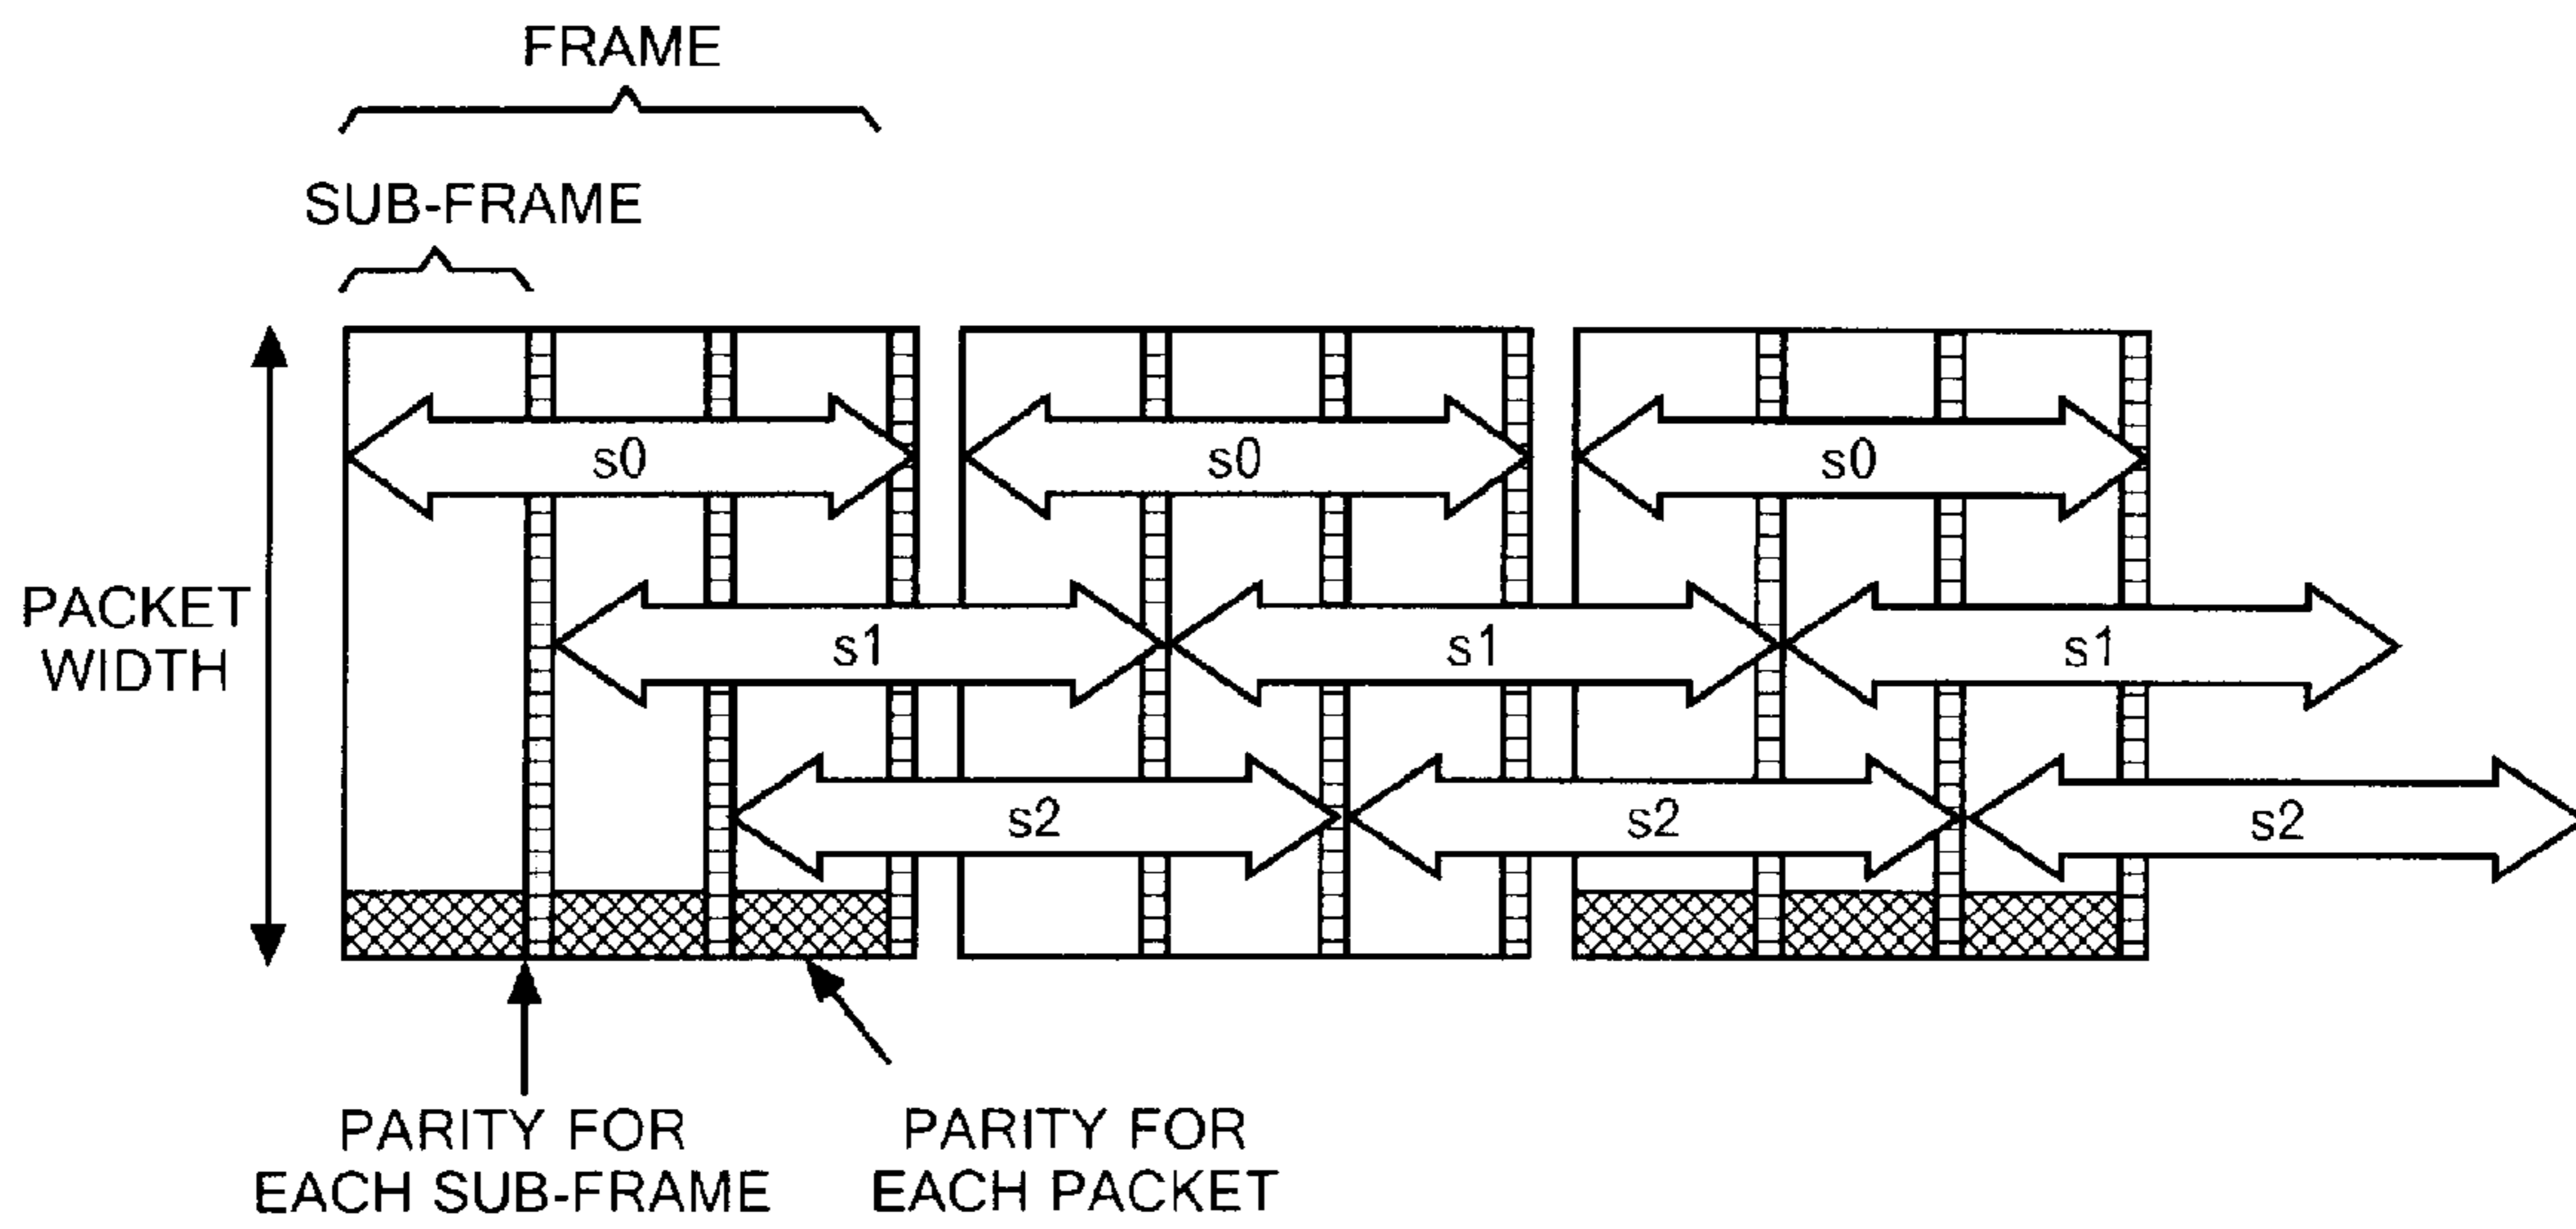 FRAME
SUB-FRAME
PACKET
WIDTH
s0
s0
s0
s1
s1
s1
s2
s2
s2
PARITY FOR
EACH SUB-FRAME
PARITY FOR
EACH PACKET